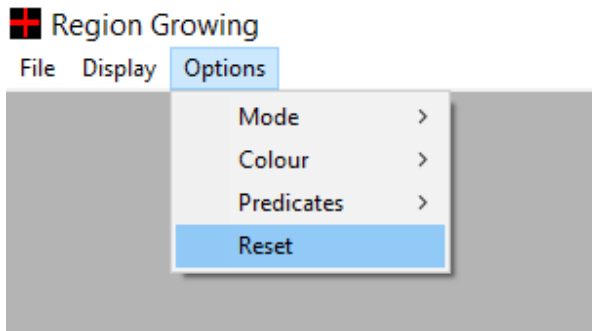 Region Growing
File Display Options
Mode
Colour
Predicates
Reset